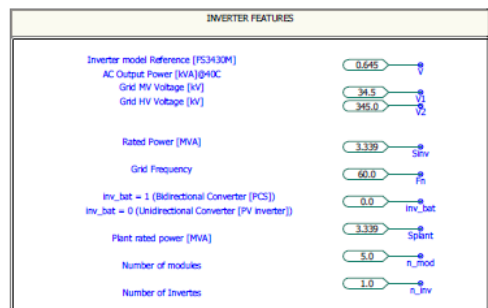 INVERTER FEATURES
Inverter model Reference [FS3430M]
0.645
V
AC Output Power [kVA]@40C
Grid MV Voltage [kV]
34.5
V1
Grid HV Voltage [kV]
345.0
V2
Rated Power [MVA]
3.339
Sinv
Grid Frequency
60.0
Fn
inv_bat = 1 (Bidirectional Converter [PCS])
inv_bat = 0 (Unidirectional Converter [PV inverter])
0.0
inv_bat
Plant rated power [MVA]
3.339
Splant
Number of modules
5.0
n_mod
Number of Invertes
1.0
n_inv